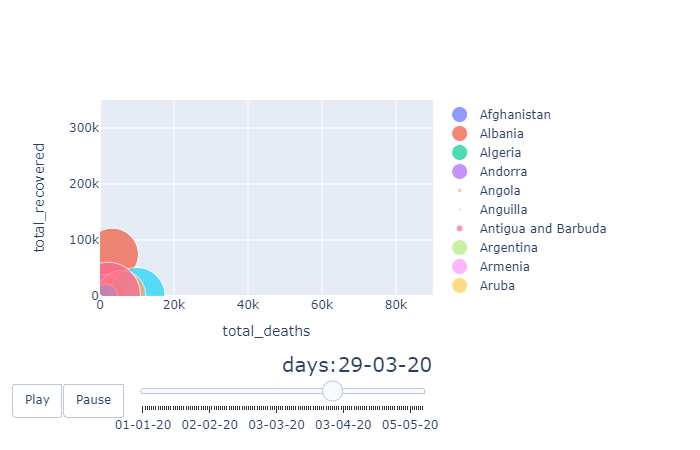 300k
200k
100k
0
total_recovered
0 20k 40k 60k 80k
total_deaths
Afghanistan
Albania
Algeria
Andorra
Angola
Anguilla
Antigua and Barbuda
Argentina
Armenia
Aruba
days:29-03-20
Play Pause
01-01-20 02-02-20 03-03-20 03-04-20 05-05-20